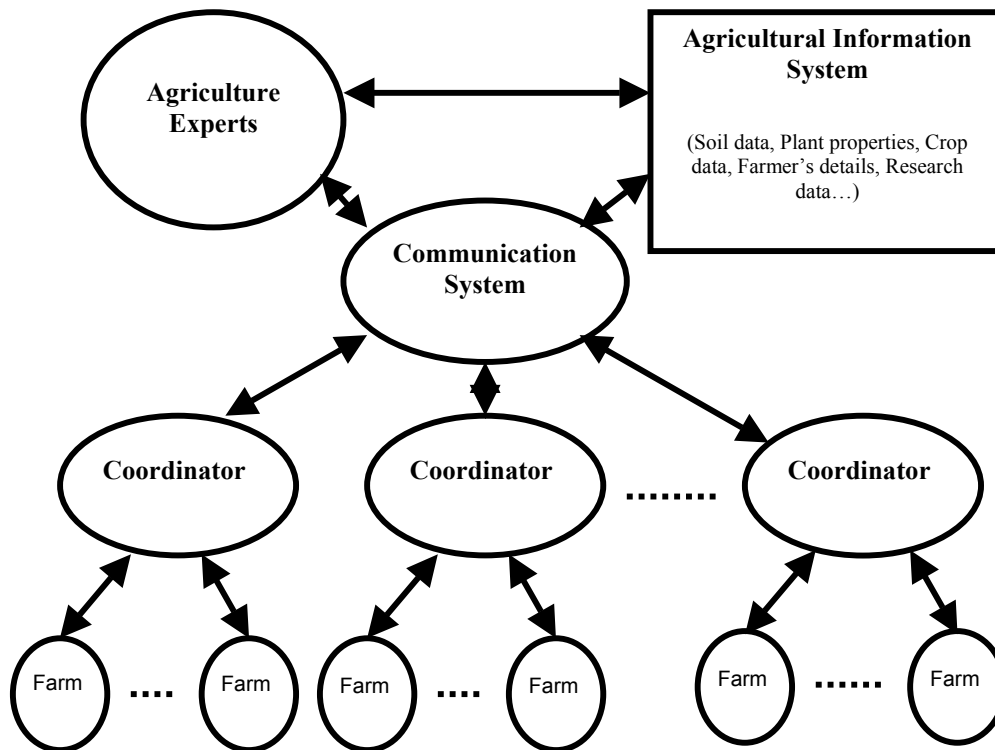 Agriculture
Experts
Agricultural Information
System
(Soil data, Plant properties, Crop
data, Farmer’s details, Research
data…)
Communication
System
Coordinator
Coordinator
........
Coordinator
Farm
....
Farm
Farm
....
Farm
Farm
......
Farm